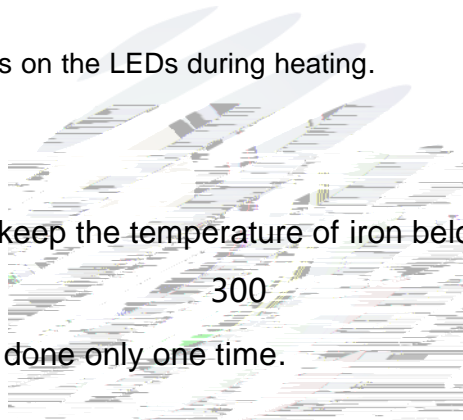 s on the LEDs during heating.
keep the temperature of iron belo
300
done only one time.